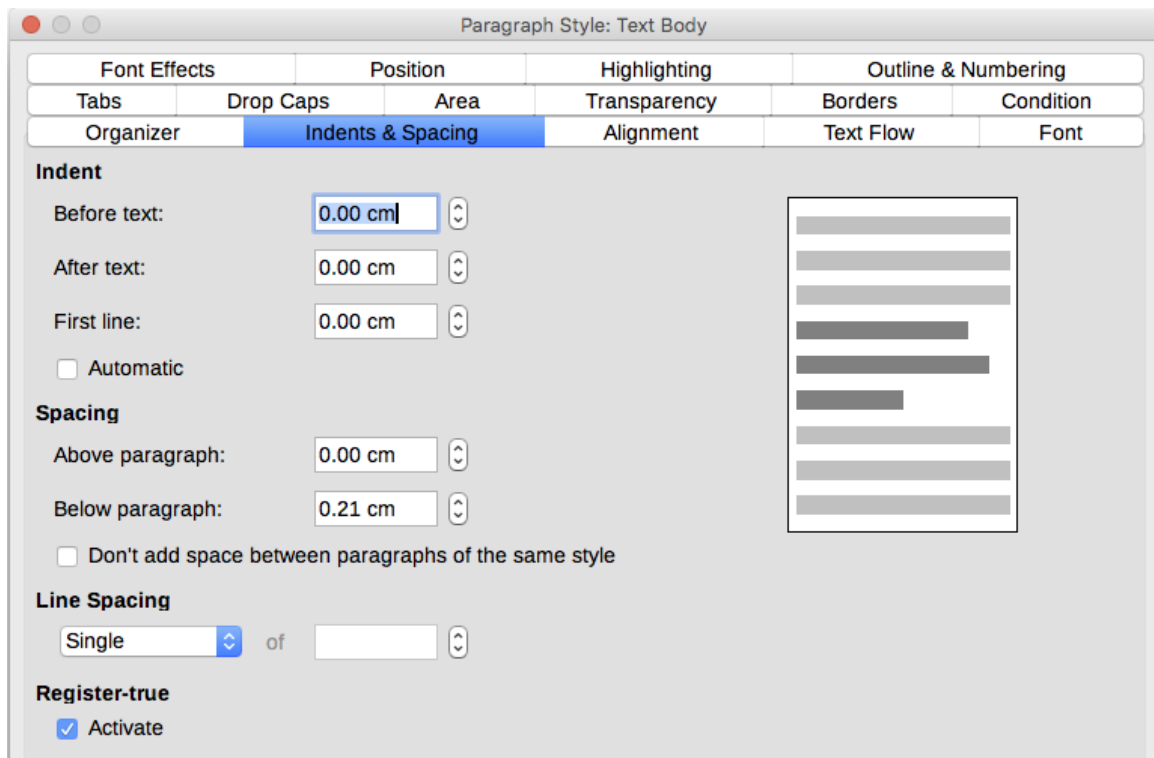 Paragraph Style: Text Body
Font Effects Position Highlighting Outline & Numbering
Tabs Drop Caps Area Transparency Borders Condition
Organizer Indents & Spacing Alignment Text Flow Font
Indent
Before text: 0.00 cm
After text: 0.00 cm
First line: 0.00 cm
Automatic
Spacing
Above paragraph: 0.00 cm
Below paragraph: 0.21 cm
Don't add space between paragraphs of the same style
Line Spacing
Single of
Register-true
Activate